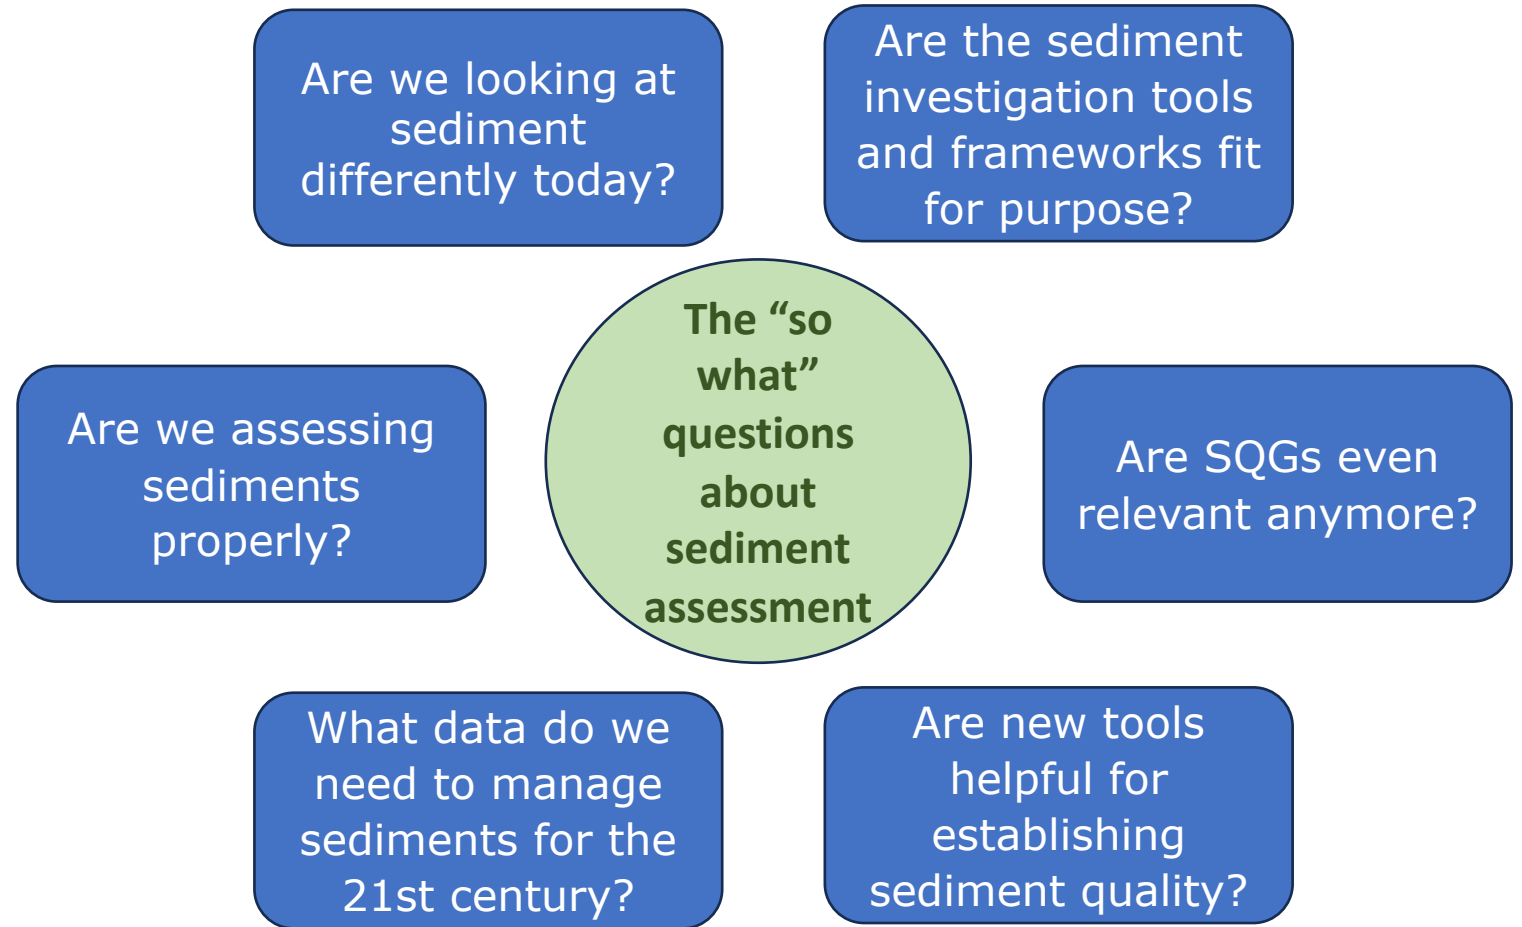 Are we looking at
sediment
differently today?
Are the sediment
investigation tools
and frameworks fit
for purpose?
The “so
what”
questions
about
sediment
assessment
Are we assessing
sediments
properly?
Are SQGs even
relevant anymore?
What data do we
need to manage
sediments for the
21st century?
Are new tools
helpful for
establishing
sediment quality?